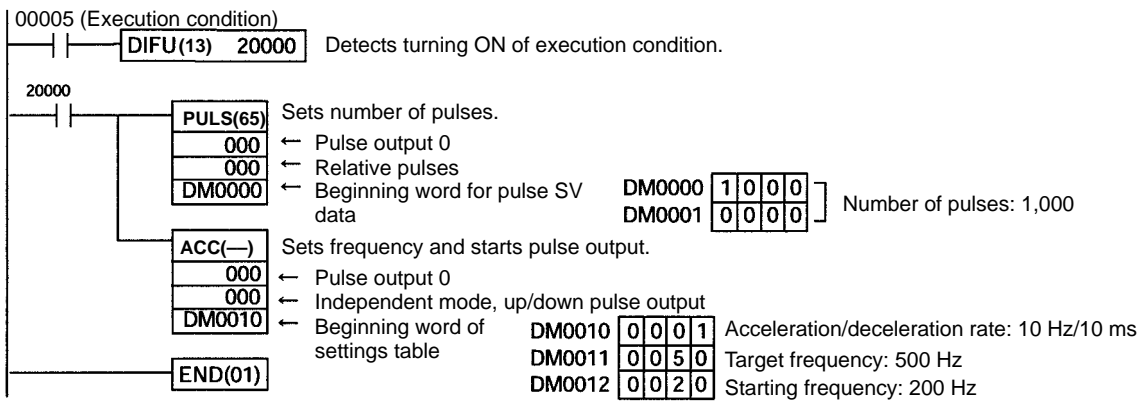 00005 (Execution condition)
DIFU(13) 20000 Detects turning ON of execution condition.
20000
PULS(65) Sets number of pulses.
000 ← Pulse output 0
000 ← Relative pulses
DM0000 ← Beginning word for pulse SV
data
DM0000 1 0 0 0
DM0001 0 0 0 0
Number of pulses: 1,000
ACC(—) Sets frequency and starts pulse output.
000 ← Pulse output 0
000 ← Independent mode, up/down pulse output
DM0010 ← Beginning word of
settings table
DM0010 0 0 0 1 Acceleration/deceleration rate: 10 Hz/10 ms
DM0011 0 0 5 0 Target frequency: 500 Hz
DM0012 0 0 2 0 Starting frequency: 200 Hz
END(01)